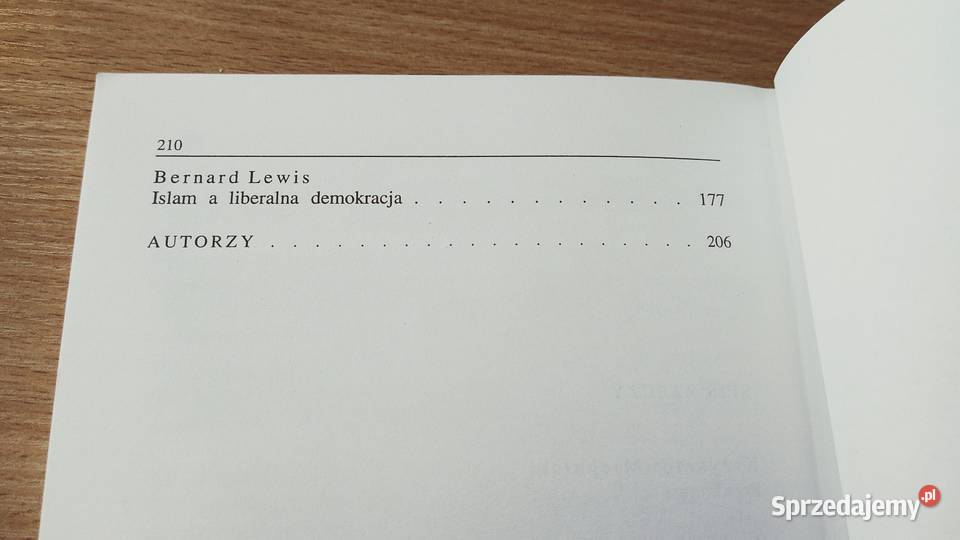 210
Bernard Lewis
Islam a liberalna demokracja . . . . . . . . . . . . . 177
AUTORZY . . . . . . . . . . . . . . . . . . . . 206
Sprzedajemy.pl